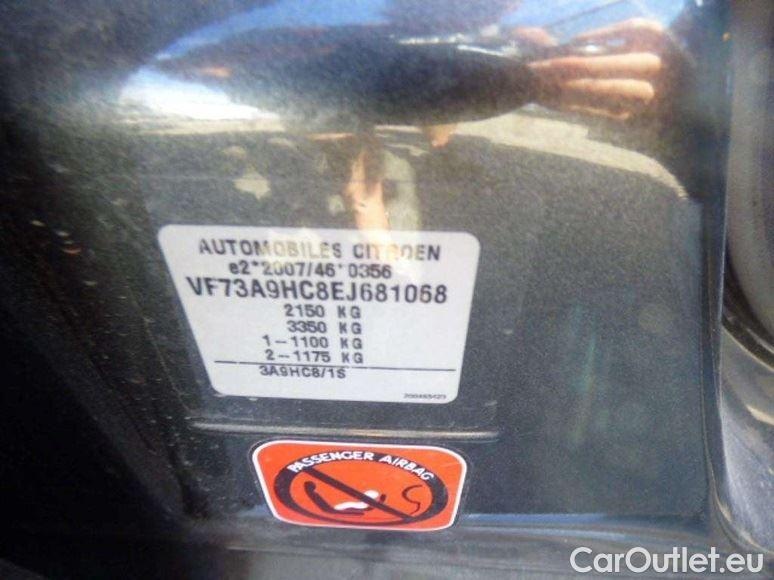 AUTOMOBILES CITROEN
e2*2007/46*0356
VF73A9HC8EJ681068
2150 KG
3350 KG
1-1100 KG
2-1175 KG
3A9HC8/1S
PASSENGER AIRBAG
CarOutlet.eu